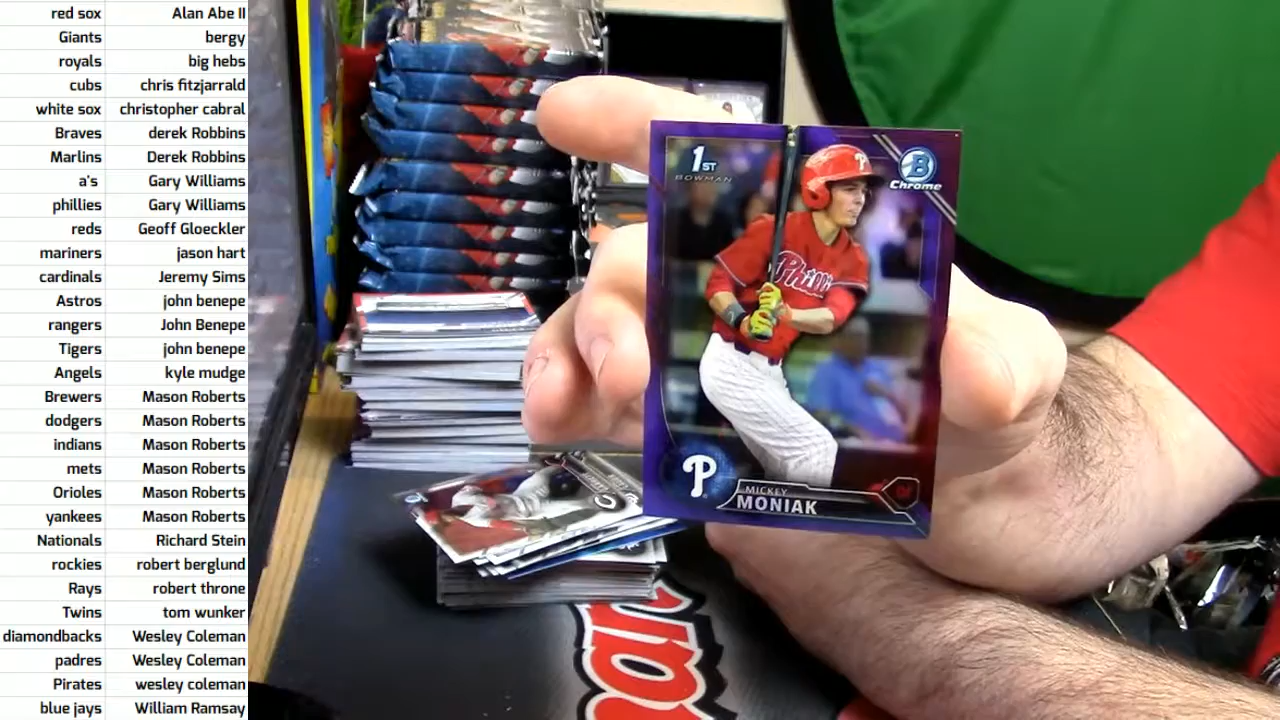 red sox Alan Abe II
Giants bergy
royals big hebs
cubs chris fitzjarrald
white sox christopher cabral
Braves derek Robbins
Marlins Derek Robbins
a's Gary Williams
phillies Gary Williams
reds Geoff Gloeckler
mariners jason hart
cardinals Jeremy Sims
Astros john benepe
rangers John Benepe
Tigers john benepe
Angels kyle mudge
Brewers Mason Roberts
dodgers Mason Roberts
indians Mason Roberts
mets Mason Roberts
Orioles Mason Roberts
yankees Mason Roberts
Nationals Richard Stein
rockies robert berglund
Rays robert throne
Twins tom wunker
diamondbacks Wesley Coleman
padres Wesley Coleman
Pirates wesley coleman
blue jays William Ramsay
1ST
BOWMAN
B
Chrome
Phillies
P
MICKEY
MONIAK